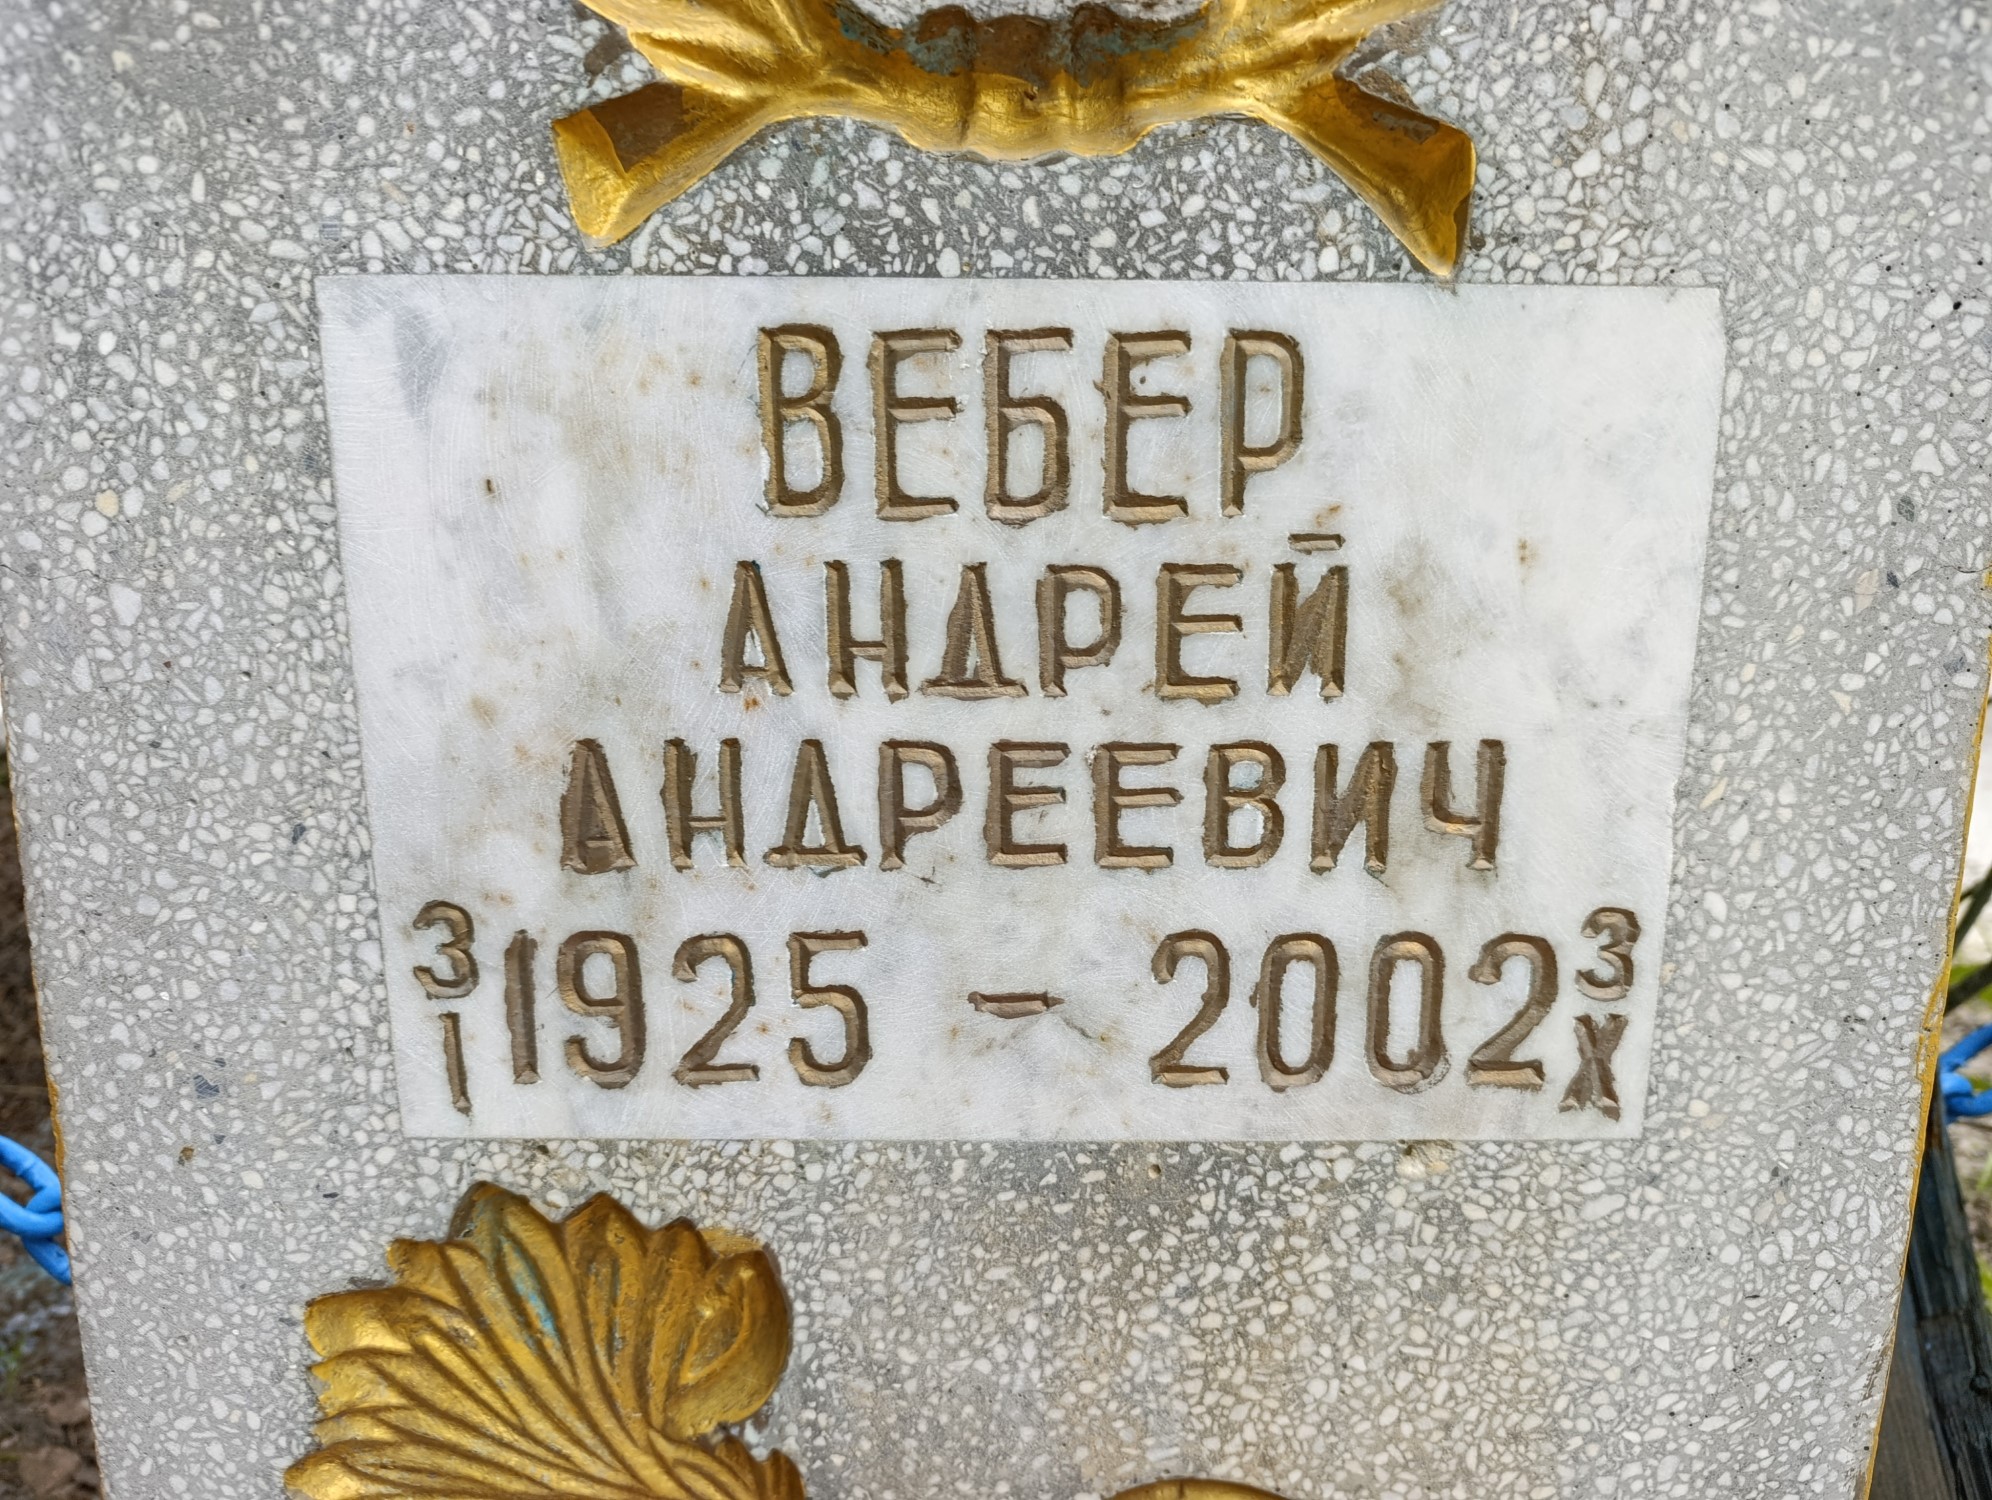 ВЕБЕР
АНДРЕЙ
АНДРЕЕВИЧ
3/I 1925 - 2002 3/X